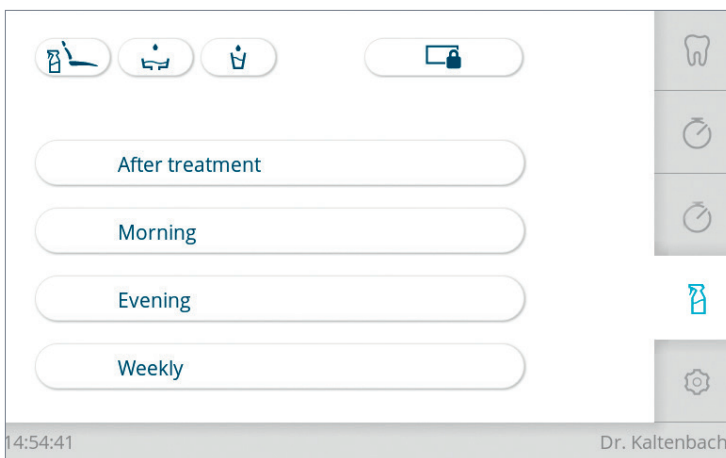 After treatment
Morning
Evening
Weekly
14:54:41
Dr. Kaltenbach